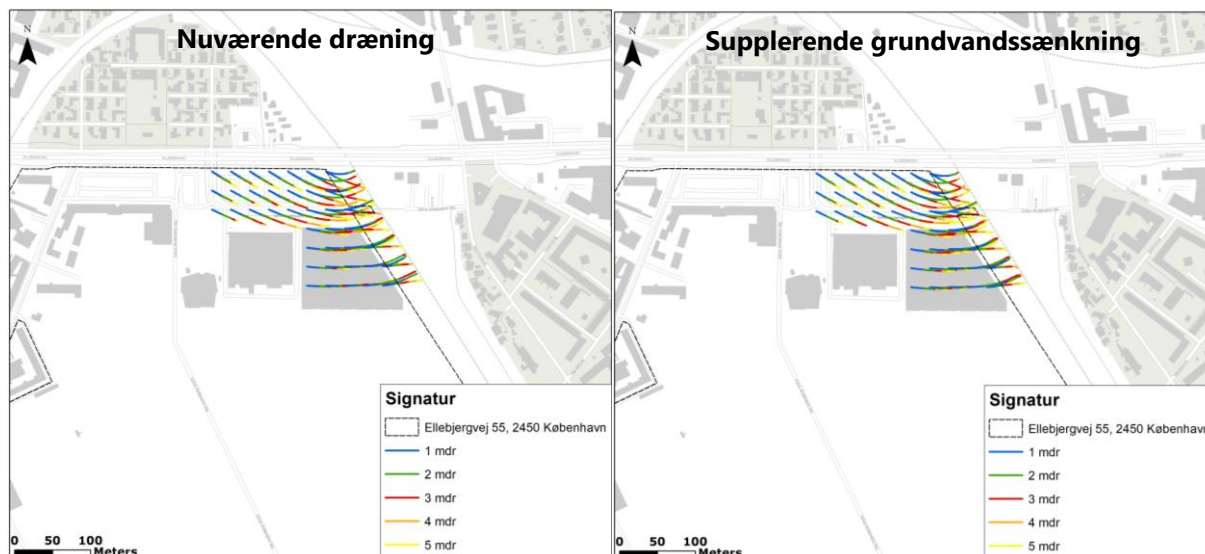 Nuværende dræning
N
Signatur
Ellebjergvej 55, 2450 København
1 mdr
2 mdr
3 mdr
4 mdr
5 mdr
0 50 100
Meters
Supplerende grundvandssænkning
N
Signatur
Ellebjergvej 55, 2450 København
1 mdr
2 mdr
3 mdr
4 mdr
5 mdr
0 50 100
Meters